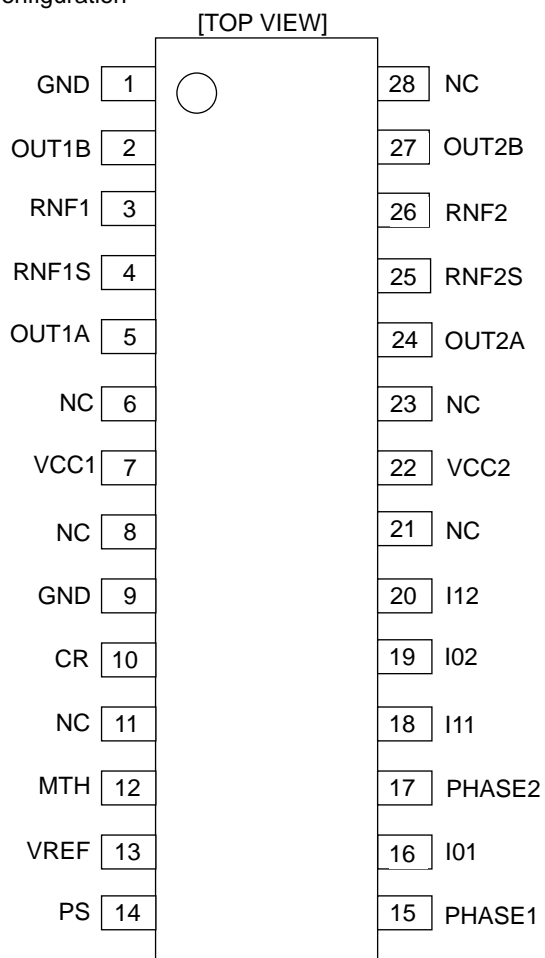 onfiguration
[TOP VIEW]
GND 1 28 NC
OUT1B 2 27 OUT2B
RNF1 3 26 RNF2
RNF1S 4 25 RNF2S
OUT1A 5 24 OUT2A
NC 6 23 NC
VCC1 7 22 VCC2
NC 8 21 NC
GND 9 20 I12
CR 10 19 I02
NC 11 18 I11
MTH 12 17 PHASE2
VREF 13 16 I01
PS 14 15 PHASE1